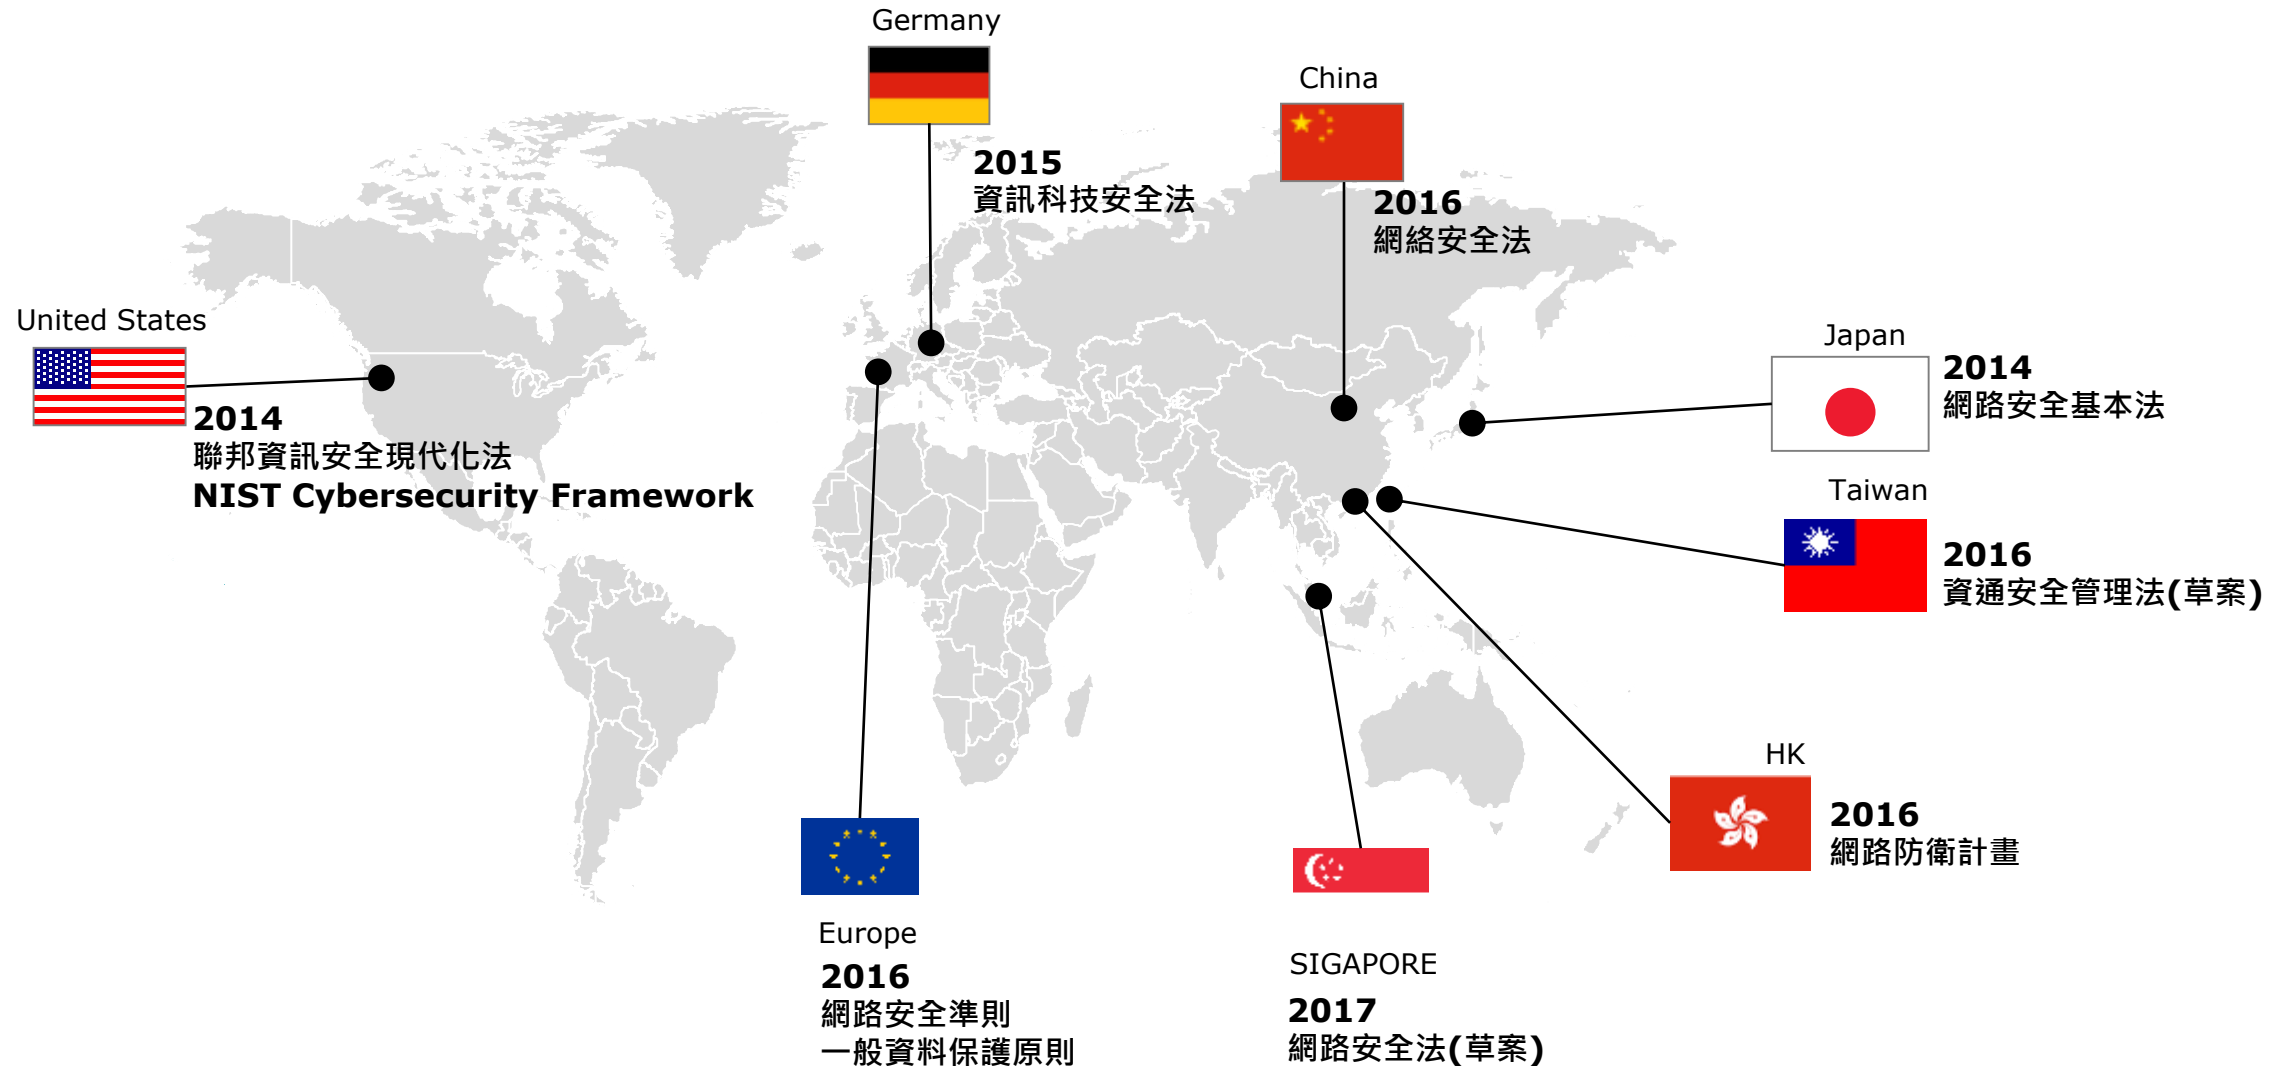 Germany
2015
資訊科技安全法
China
2016
網絡安全法
United States
2014
聯邦資訊安全現代化法
NIST Cybersecurity Framework
Japan
2014
網路安全基本法
Taiwan
2016
資通安全管理法(草案)
HK
2016
網路防衛計畫
Europe
2016
網路安全準則
一般資料保護原則
SIGAPORE
2017
網路安全法(草案)